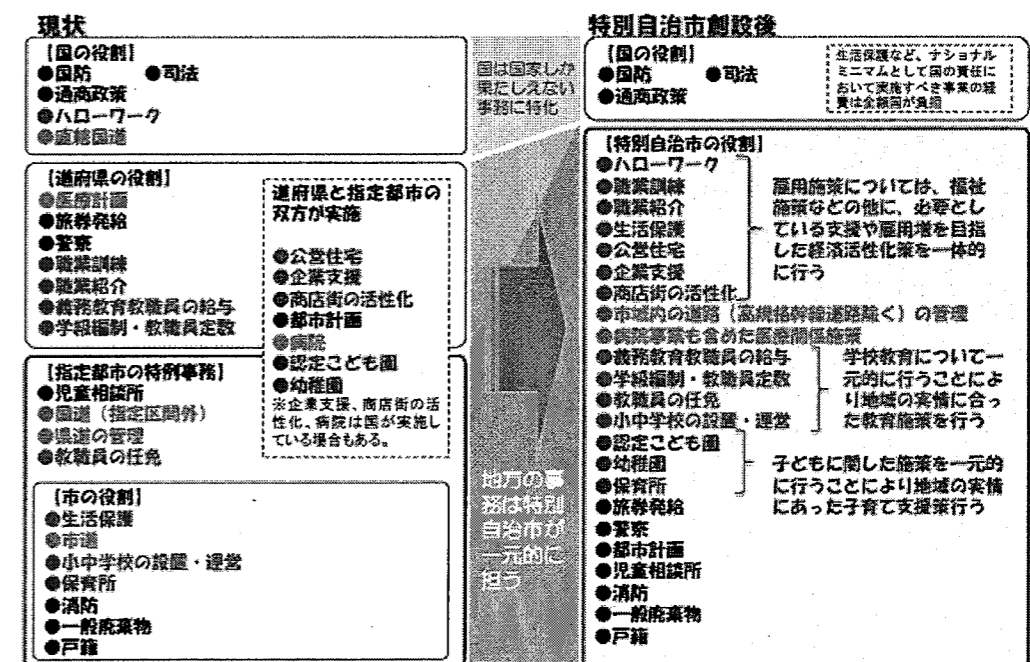 現状
【国の役割】
●国防　●司法
●通商政策
●ハローワーク
●直轄国道
【道府県の役割】
●医療計画
●旅券発給
●警察
●職業訓練
●職業紹介
●義務教育教職員の給与
●学級編制・教職員定数
道府県と指定都市の
双方が実施
●公営住宅
●企業支援
●商店街の活性化
●都市計画
●病院
●認定こども園
●幼稚園
※企業支援、商店街の活
性化、病院は国が実施し
ている場合もある。
【指定都市の特例事務】
●児童相談所
●国道（指定区間外）
●県道の管理
●教職員の任免
【市の役割】
●生活保護
●市道
●小中学校の設置・運営
●保育所
●消防
●一般廃棄物
●戸籍
国は国家しか
果たしえない
事務に特化
地方の事
務は特別
自治市が
一元的に
担う
特別自治市創設後
【国の役割】
●国防　●司法
●通商政策
生活保護など、ナショナル
ミニマムとして国の責任に
おいて実施すべき事業の経
費は全額国が負担
【特別自治市の役割】
●ハローワーク
●職業訓練
●職業紹介
●生活保護
●公営住宅
●企業支援
●商店街の活性化
雇用施策については、福祉
施策などの他に、必要とし
ている支援や雇用増を目指
した経済活性化策を一体的
に行う
●市域内の道路（高規格幹線道路除く）の管理
●病院事業も含めた医療関係施策
●義務教育教職員の給与
●学級編制・教職員定数
●教職員の任免
●小中学校の設置・運営
学校教育について一
元的に行うことによ
り地域の実情に合っ
た教育施策を行う
●認定こども園
●幼稚園
●保育所
子どもに関した施策を一元的
に行うことにより地域の実情
にあった子育て支援策行う
●旅券発給
●警察
●都市計画
●児童相談所
●消防
●一般廃棄物
●戸籍